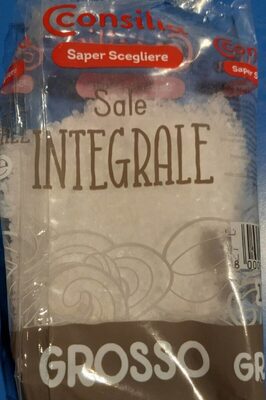 Consilia
Saper Scegliere
Sale
INTEGRALE
GROSSO